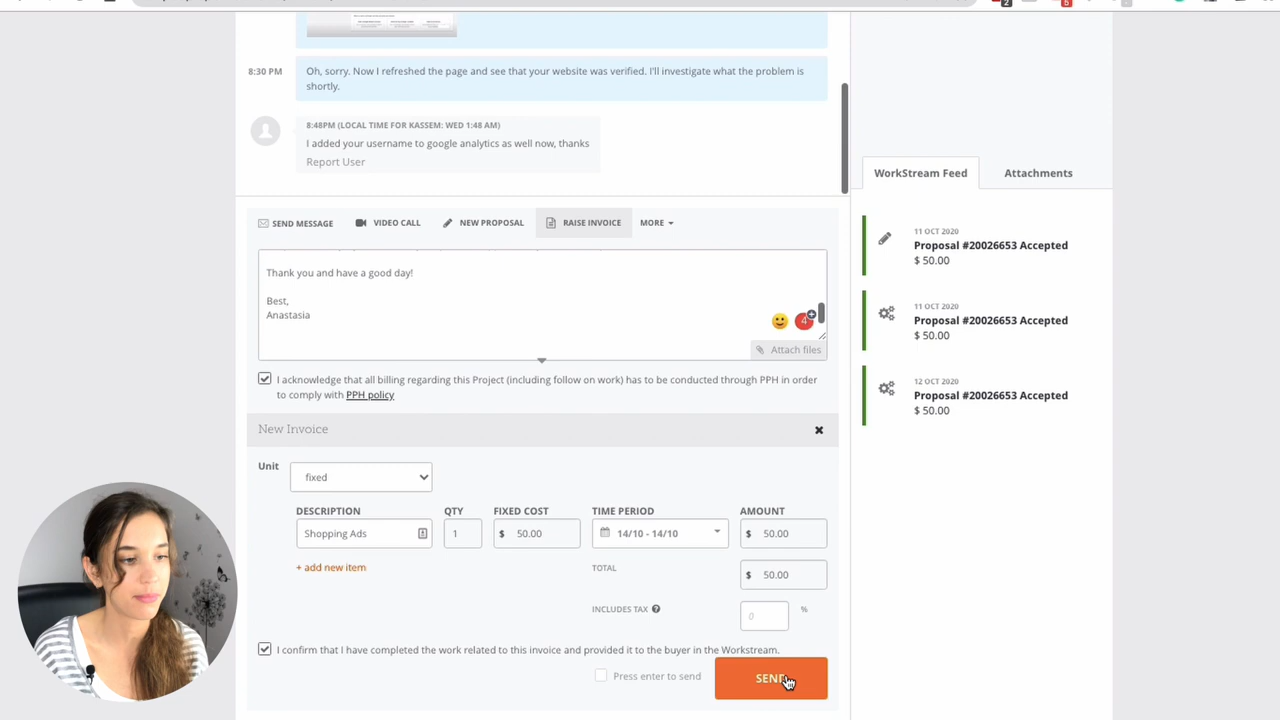 2
5
8:30 PM
Oh, sorry. Now I refreshed the page and see that your website was verified. I'll investigate what the problem is
shortly.
8:48PM (LOCAL TIME FOR KASSEM: WED 1:48 AM)
I added your username to google analytics as well now, thanks
Report User
WorkStream Feed
Attachments
SEND MESSAGE
VIDEO CALL
NEW PROPOSAL
RAISE INVOICE
MORE
11 OCT 2020
Proposal #20026653 Accepted
$ 50.00
Thank you and have a good day!
Best,
Anastasia
4
Attach files
11 OCT 2020
Proposal #20026653 Accepted
$ 50.00
I acknowledge that all billing regarding this Project (including follow on work) has to be conducted through PPH in order
to comply with PPH policy
12 OCT 2020
Proposal #20026653 Accepted
$ 50.00
New Invoice
Unit
fixed
DESCRIPTION QTY FIXED COST TIME PERIOD AMOUNT
Shopping Ads 1 $ 50.00 14/10 - 14/10 $ 50.00
+ add new item
TOTAL $ 50.00
INCLUDES TAX ? 0 %
I confirm that I have completed the work related to this invoice and provided it to the buyer in the Workstream.
Press enter to send
SEND